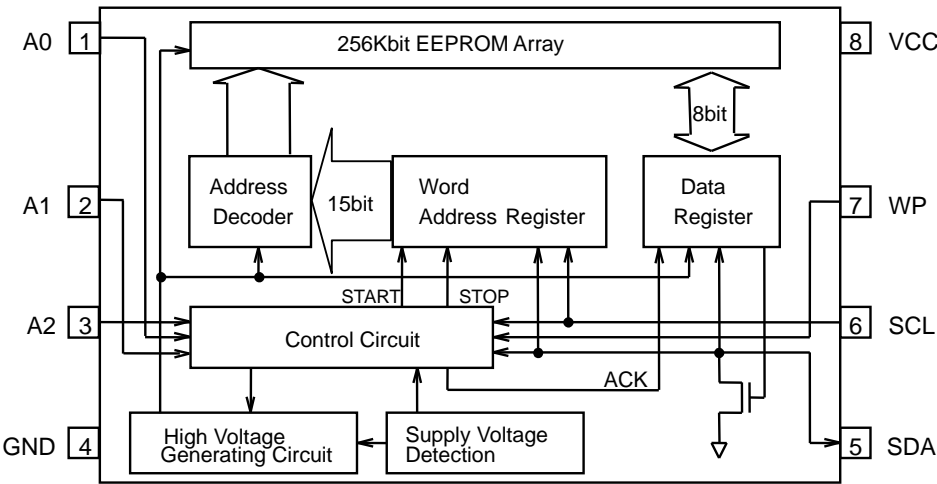 A0 1
256Kbit EEPROM Array
8 VCC
8bit
A1 2
Address
Decoder
15bit
Word
Address Register
Data
Register
7 WP
START
STOP
A2 3
Control Circuit
6 SCL
ACK
GND 4
High Voltage
Generating Circuit
Supply Voltage
Detection
5 SDA